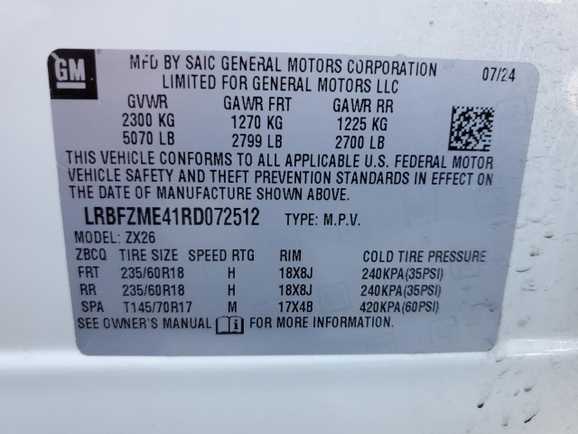 GM
MFD BY SAIC GENERAL MOTORS CORPORATION 07/24
LIMITED FOR GENERAL MOTORS LLC
GVWR GAWR FRT GAWR RR
2300 KG 1270 KG 1225 KG
5070 LB 2799 LB 2700 LB
THIS VEHICLE CONFORMS TO ALL APPLICABLE U.S. FEDERAL MOTOR
VEHICLE SAFETY AND THEFT PREVENTION STANDARDS IN EFFECT ON
THE DATE OF MANUFACTURE SHOWN ABOVE.
LRBFZME41RD072512 TYPE: M.P.V.
MODEL: ZX26
ZBCQ TIRE SIZE SPEED RTG RIM COLD TIRE PRESSURE
FRT 235/60R18 H 18X8J 240KPA(35PSI)
RR 235/60R18 H 18X8J 240KPA(35PSI)
SPA T145/70R17 M 17X4B 420KPA(60PSI)
SEE OWNER'S MANUAL FOR MORE INFORMATION.